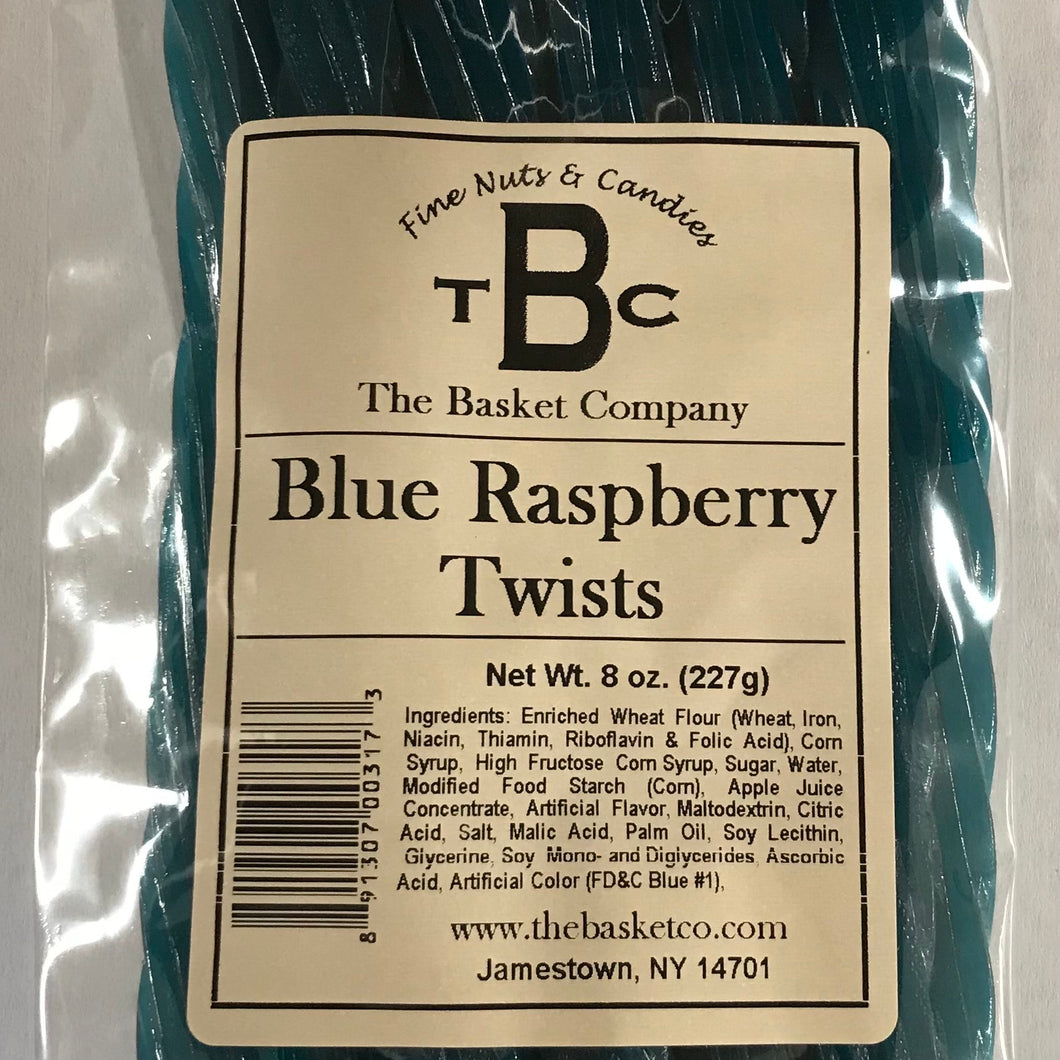 Fine Nuts & Candies
TBC
The Basket Company
Blue Raspberry
Twists
Net Wt. 8 oz. (227g)
Ingredients: Enriched Wheat Flour (Wheat, Iron,
Niacin, Thiamin, Riboflavin & Folic Acid), Corn
Syrup, High Fructose Corn Syrup, Sugar, Water,
Modified Food Starch (Corn), Apple Juice
Concentrate, Artificial Flavor, Maltodextrin, Citric
Acid, Salt, Malic Acid, Palm Oil, Soy Lecithin,
Glycerine, Soy Mono- and Diglycerides, Ascorbic
Acid, Artificial Color (FD&C Blue #1),
8 91307 00317 3
www.thebasketco.com
Jamestown, NY 14701